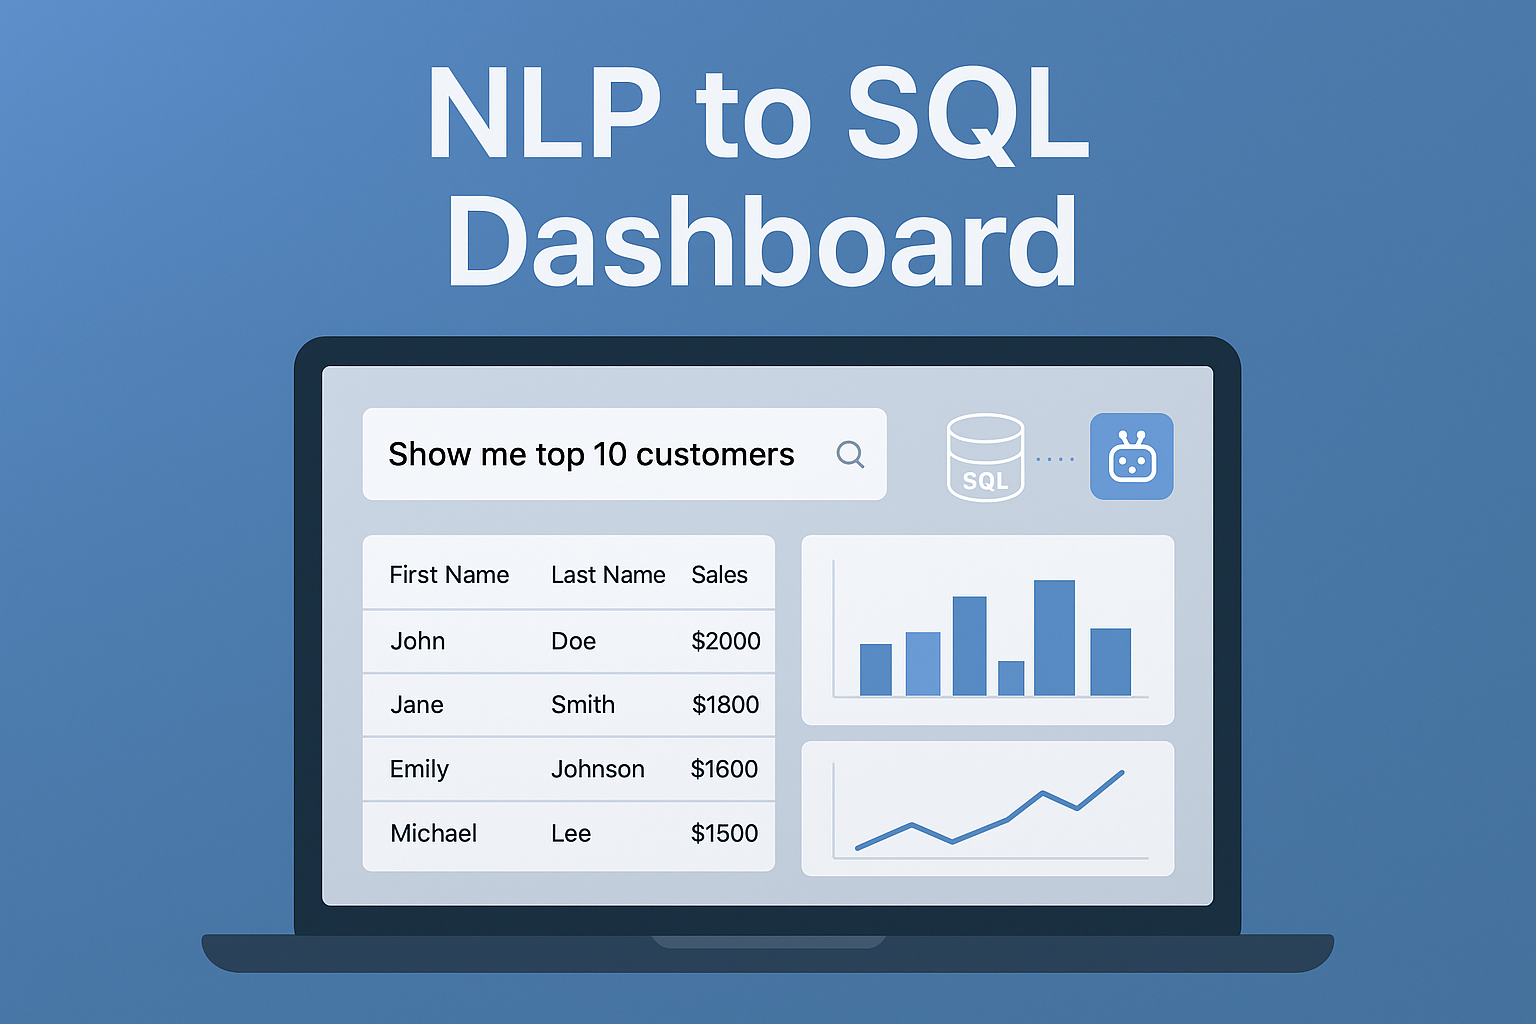 NLP to SQL
Dashboard
Show me top 10 customers
SQL
First Name Last Name Sales
John Doe $2000
Jane Smith $1800
Emily Johnson $1600
Michael Lee $1500